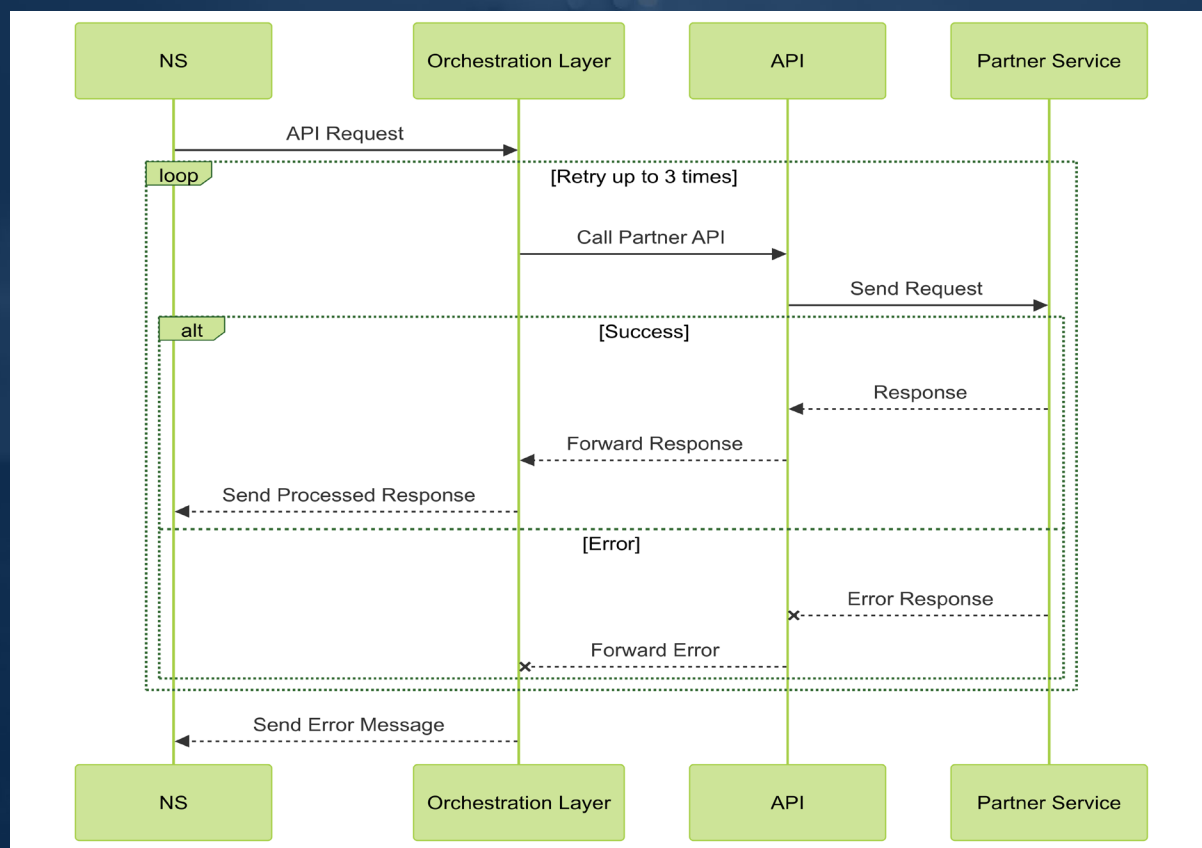 NS
Orchestration Layer
API
Partner Service
API Request
loop
[Retry up to 3 times]
Call Partner API
Send Request
alt
[Success]
Response
Forward Response
Send Processed Response
[Error]
Error Response
Forward Error
Send Error Message
NS
Orchestration Layer
API
Partner Service